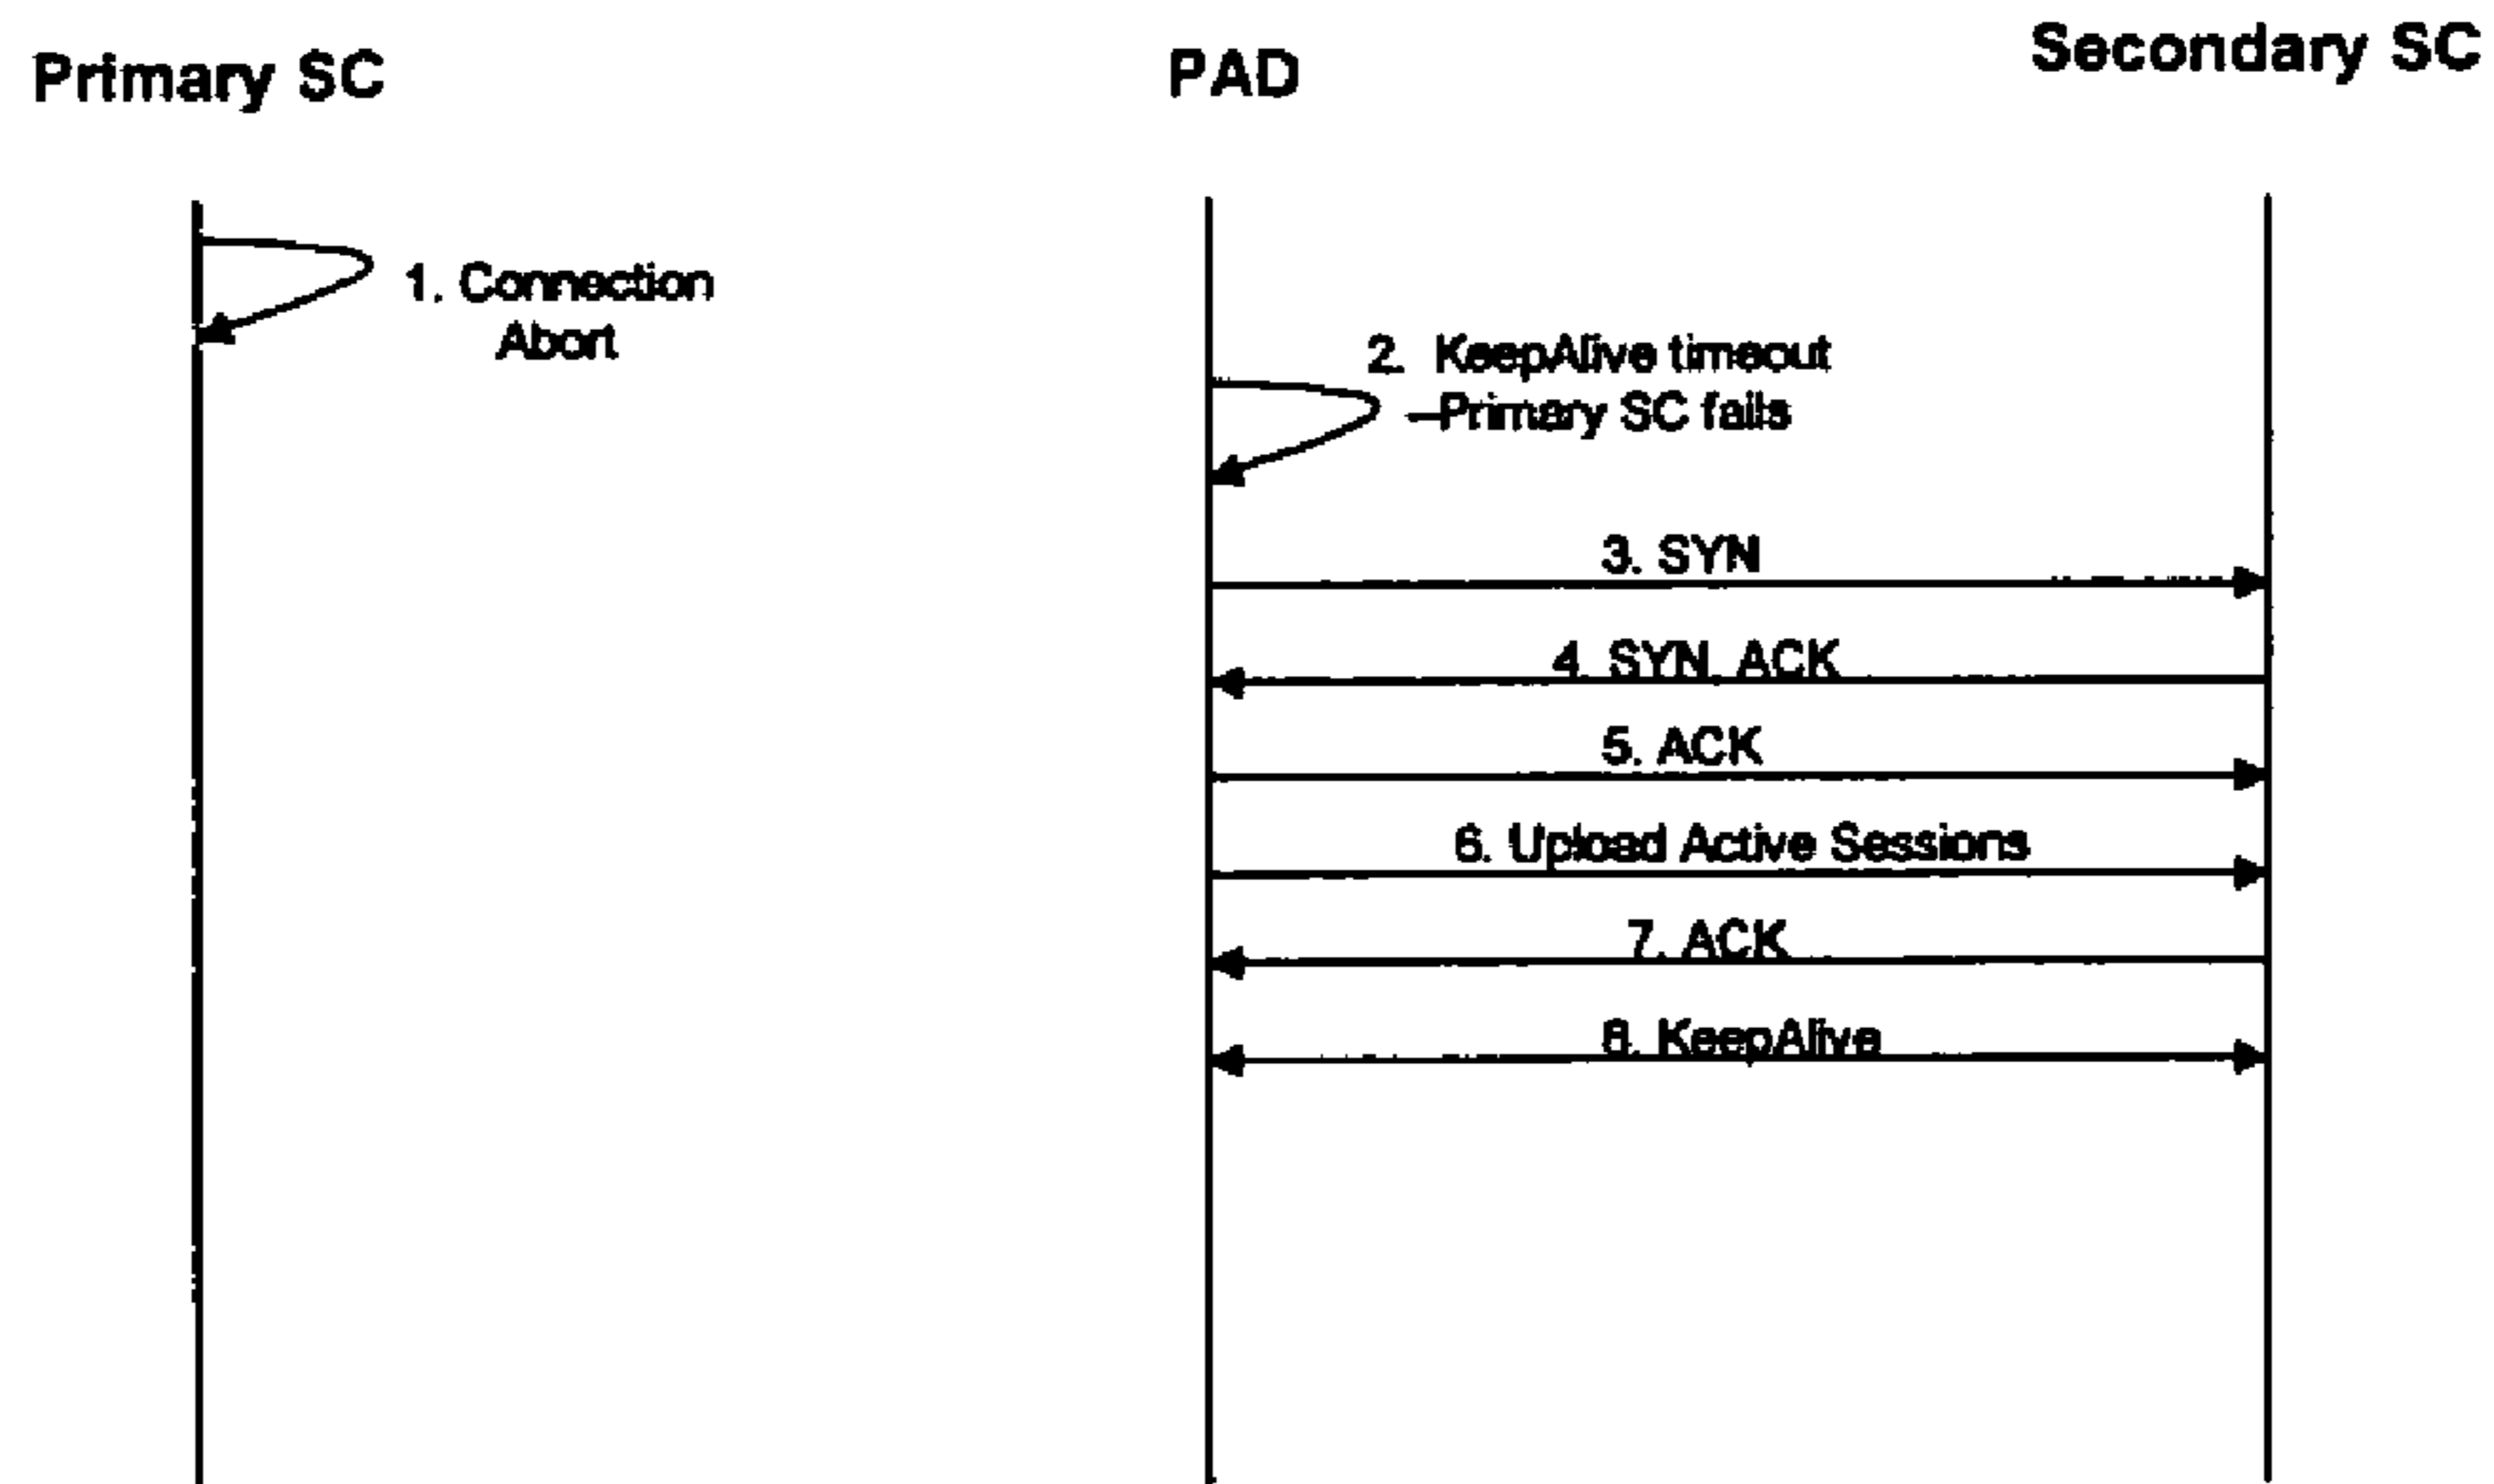 Primary SC
PAD
Secondary SC
1. Connection
Abort
2. KeepAlive timeout
–Primary SC fails
3. SYN
4. SYN, ACK
5. ACK
6. Upload Active Sessions
7. ACK
8. KeepAlive